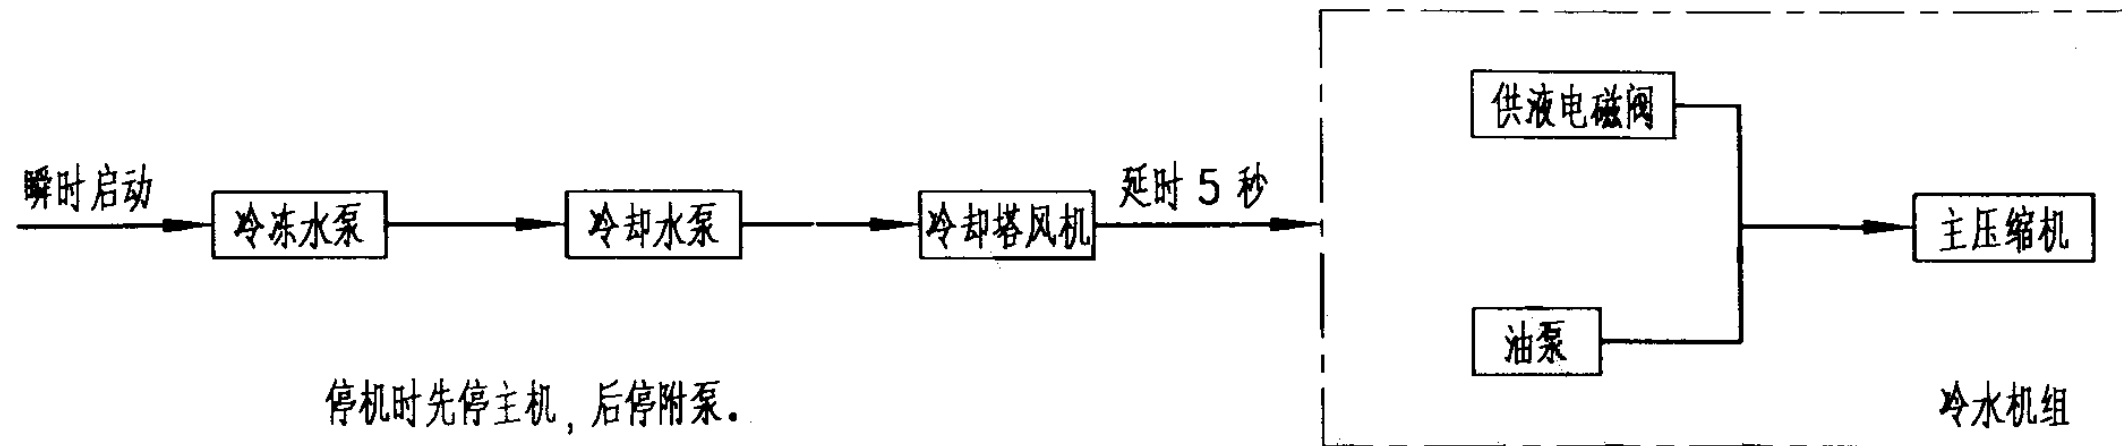 瞬时启动
冷冻水泵
冷却水泵
冷却塔风机
延时5秒
供液电磁阀
油泵
主压缩机
冷水机组
停机时先停主机，后停附泵.